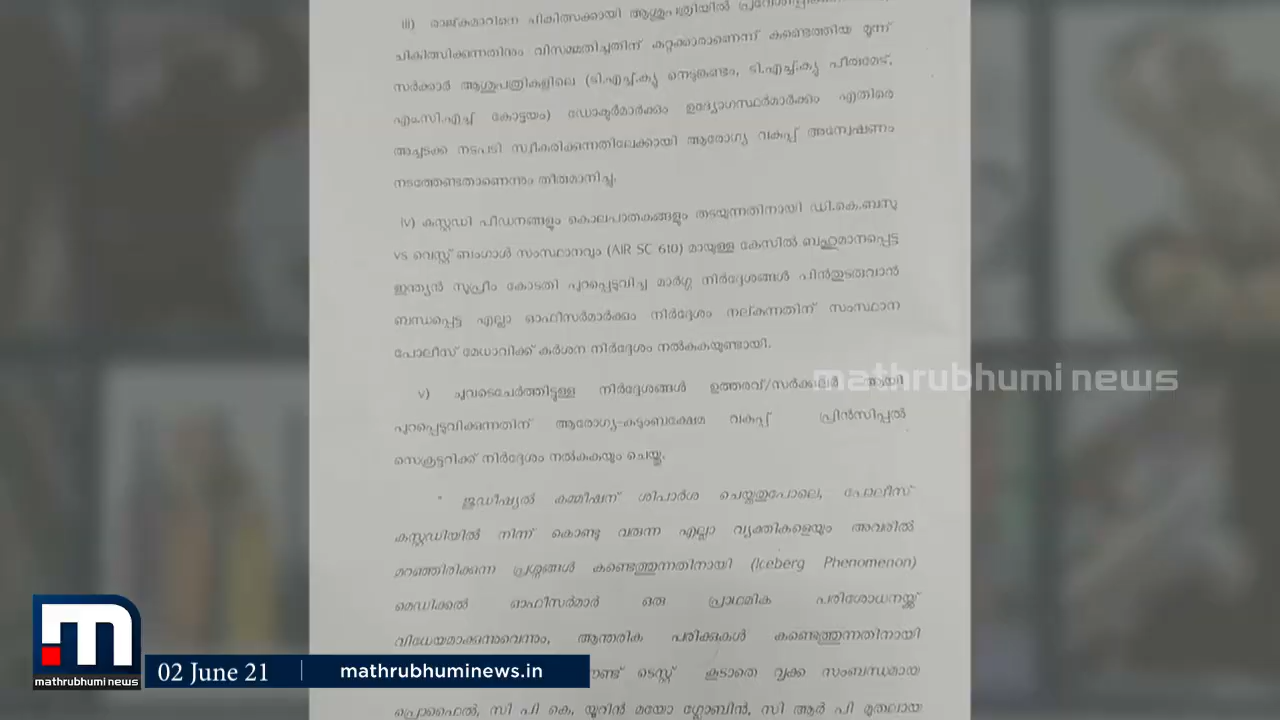 iii) രാജ്കുമാറിനെ ചികിത്സക്കായി ആശുപത്രിയിൽ
ചികിത്സിക്കുന്നതിനും വിസമ്മതിച്ചതിന് കുറ്റക്കാരാണെന്ന് കണ്ടെത്തിയ മൂന്ന്
സർക്കാർ ആശുപത്രികളിലെ (ടി.എച്ച്.ക്യു നെടുങ്കണ്ടം, ടി.എച്ച്.ക്യു പീരുമേട്,
എം.സി.എച്ച് കോട്ടയം) ഡോക്ടർമാർക്കും ഉദ്യോഗസ്ഥർമാർക്കും എതിരെ
അച്ചടക്ക നടപടി സ്വീകരിക്കുന്നതിലേക്കായി ആരോഗ്യ വകുപ്പ് അന്വേഷണം
നടത്തേണ്ടതാണെന്നും തീരുമാനിച്ചു.
iv) കസ്റ്റഡി പീഡനങ്ങളും കൊലപാതകങ്ങളും തടയുന്നതിനായി ഡി.കെ.ബസു
vs വെസ്റ്റ് ബംഗാൾ സംസ്ഥാനവും (AIR SC 610) മായുള്ള കേസിൽ ബഹുമാനപ്പെട്ട
ഇന്ത്യൻ സുപ്രീം കോടതി പുറപ്പെടുവിച്ച മാർഗ്ഗ നിർദ്ദേശങ്ങൾ പിൻതുടരുവാൻ
ബന്ധപ്പെട്ട എല്ലാ ഓഫീസർമാർക്കും നിർദ്ദേശം നല്കുന്നതിന് സംസ്ഥാന
പോലീസ് മേധാവിക്ക് കർശന നിർദ്ദേശം നൽകുകയുണ്ടായി.
v) ചുവടെചേർത്തിട്ടുള്ള നിർദ്ദേശങ്ങൾ ഉത്തരവ്/സർക്കുലർ ആയി
പുറപ്പെടുവിക്കുന്നതിന് ആരോഗ്യ-കുടുംബക്ഷേമ വകുപ്പ് പ്രിൻസിപ്പൽ
സെക്രട്ടറിക്ക് നിർദ്ദേശം നൽകുകയും ചെയ്തു.
" ജുഡീഷ്യൽ കമ്മീഷന് ശിപാർശ ചെയ്തതുപോലെ, പോലീസ്
കസ്റ്റഡിയിൽ നിന്ന് കൊണ്ടു വരുന്ന എല്ലാ വ്യക്തികളെയും അവരിൽ
മറഞ്ഞിരിക്കുന്ന പ്രശ്നങ്ങൾ കണ്ടെത്തുന്നതിനായി (Iceberg Phenomenon)
മെഡിക്കൽ ഓഫീസർമാർ ഒരു പ്രാഥമിക പരിശോധനയ്ക്ക്
വിധേയമാക്കണമെന്നും, ആന്തരിക പരിക്കുകൾ കണ്ടെത്തുന്നതിനായി
ടെസ്റ്റ് കൂടാതെ വൃക്ക സംബന്ധമായ
പ്രൊഫൈൽ, സി പി കെ, യൂറിൻ മയോ ഗ്ലോബിൻ, സി ആർ പി മുതലായ
mathrubhumi news
m
mathrubhumi news
02 June 21
mathrubhuminews.in